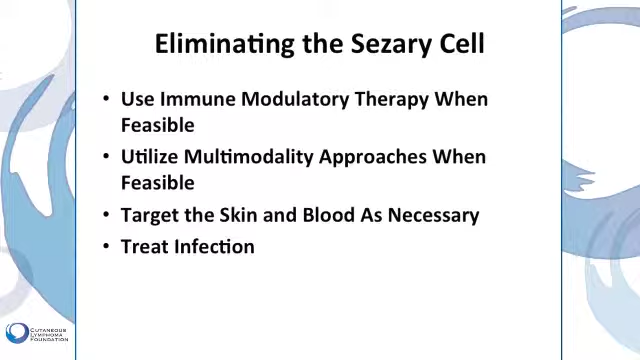 Eliminating the Sezary Cell
• Use Immune Modulatory Therapy When
Feasible
• Utilize Multimodality Approaches When
Feasible
• Target the Skin and Blood As Necessary
• Treat Infection
CUTANEOUS
LYMPHOMA
FOUNDATION